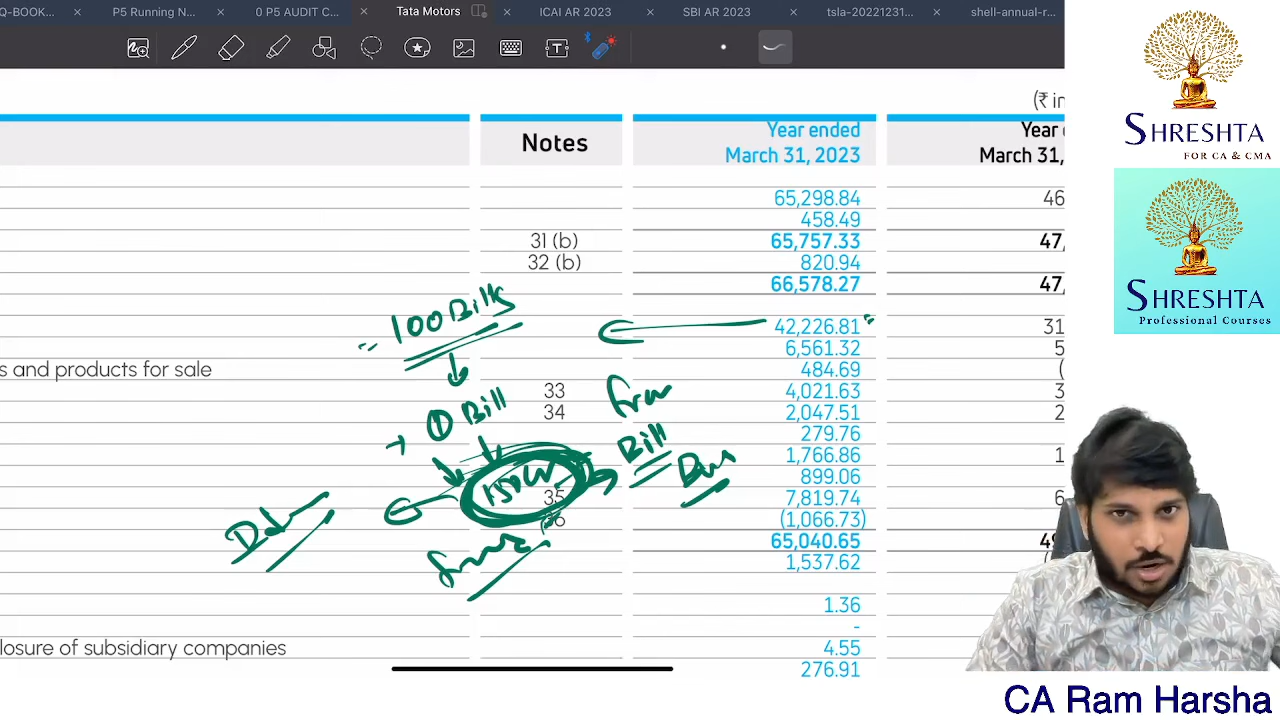 Q-BOOK...
P5 Running N...
0 P5 AUDIT C...
Tata Motors
ICAI AR 2023
SBI AR 2023
tsla-20221231...
shell-annual-r...
(₹ in
Notes
Year ended
March 31, 2023
Year
March 31,
65,298.84
46
458.49
31 (b)
65,757.33
47,
32 (b)
820.94
66,578.27
47,
100 Bills
42,226.81
31
6,561.32
5
s and products for sale
484.69
(
33
4,021.63
3
1 Bill
34
2,047.51
2
279.76
Bill
1,766.86
1
899.06
35
7,819.74
6
36
(1,066.73)
65,040.65
49
1,537.62
(
1.36
-
losure of subsidiary companies
4.55
276.91
SHRESHTA
FOR CA & CMA
SHRESHTA
Professional Courses
CA Ram Harsha